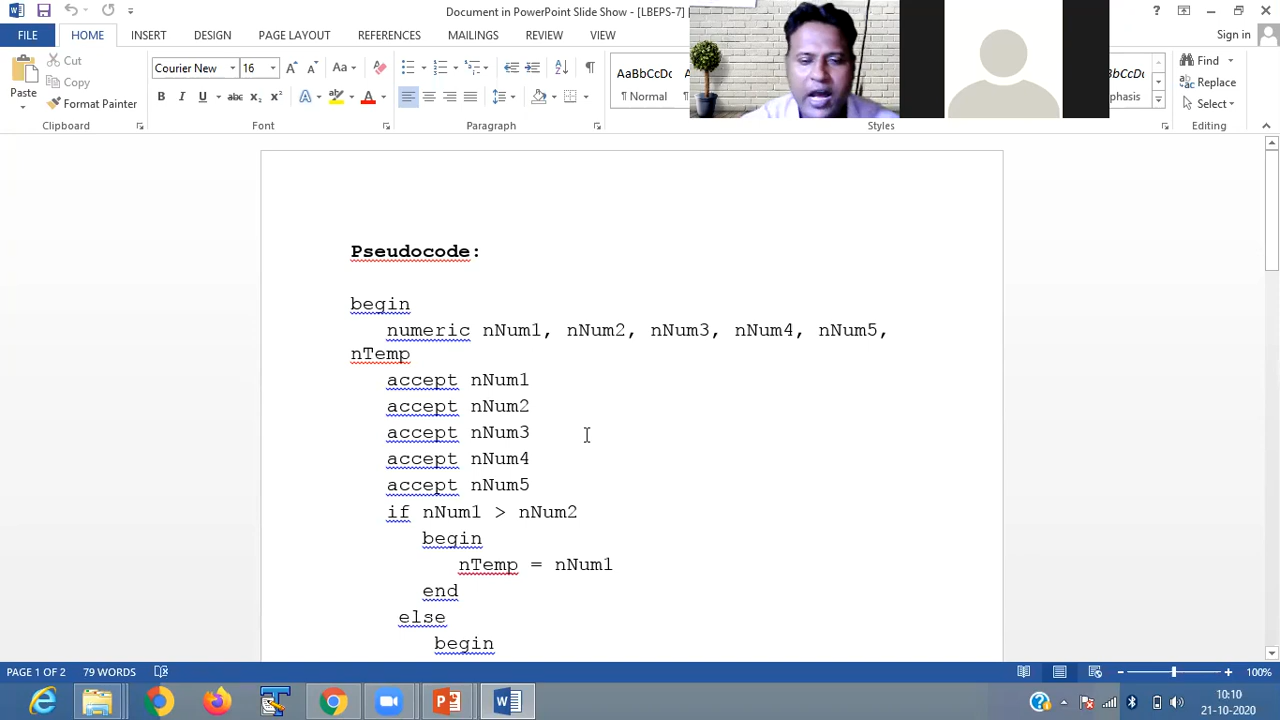 Document in PowerPoint Slide Show - [LBEPS-7]
?
FILE HOME INSERT DESIGN PAGE LAYOUT REFERENCES MAILINGS REVIEW VIEW Sign in
Cut
Copy
Paste
Format Painter
Courier New 16 Aa
B U abc x₂ x² A A
AaBbCcDc
¶ Normal
Find
Replace
Select
Clipboard Font Paragraph Styles Editing
Pseudocode:
begin
numeric nNum1, nNum2, nNum3, nNum4, nNum5,
nTemp
accept nNum1
accept nNum2
accept nNum3
accept nNum4
accept nNum5
if nNum1 > nNum2
begin
nTemp = nNum1
end
else
begin
PAGE 1 OF 2 79 WORDS 100%
10:10
21-10-2020